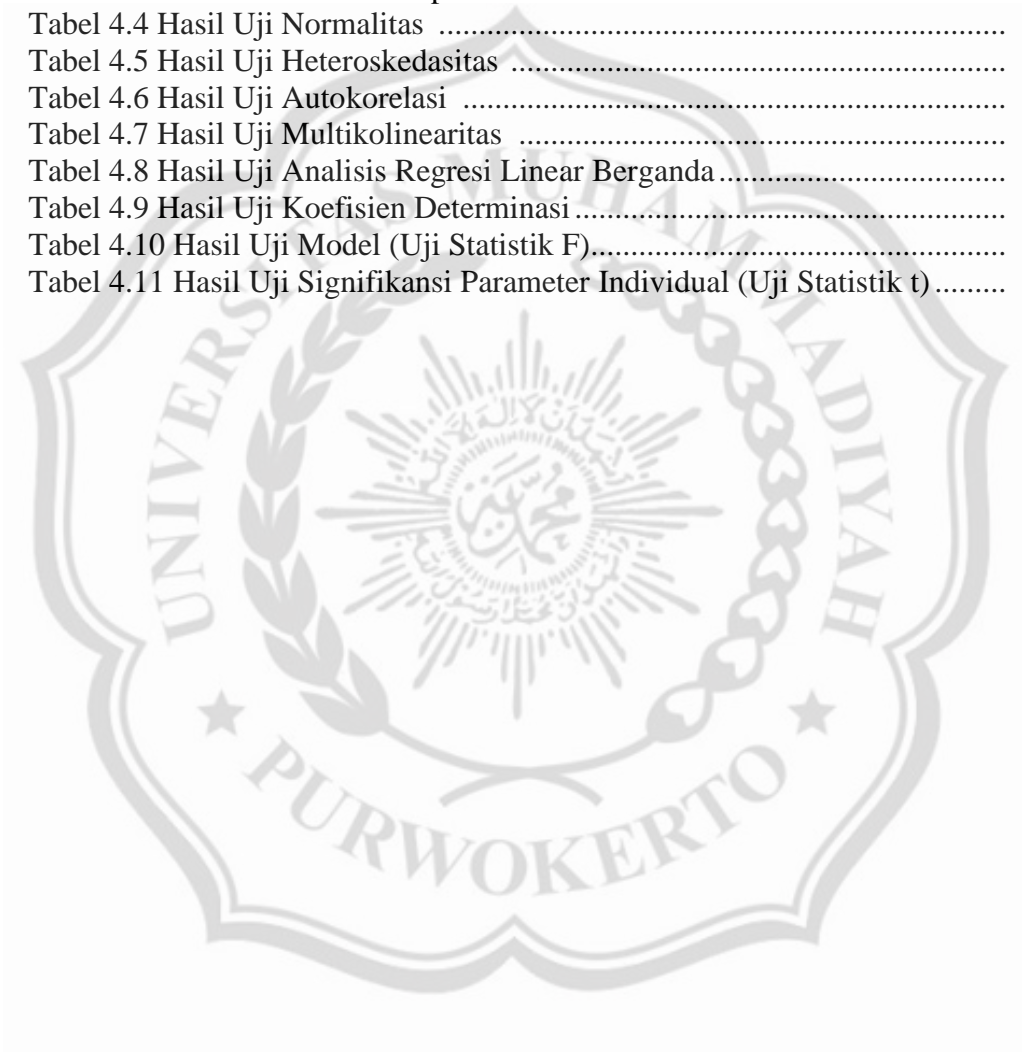 Tabel 4.4 Hasil Uji Normalitas ........................................................................
Tabel 4.5 Hasil Uji Heteroskedasitas ..............................................................
Tabel 4.6 Hasil Uji Autokorelasi ....................................................................
Tabel 4.7 Hasil Uji Multikolinearitas .............................................................
Tabel 4.8 Hasil Uji Analisis Regresi Linear Berganda ....................................
Tabel 4.9 Hasil Uji Koefisien Determinasi ......................................................
Tabel 4.10 Hasil Uji Model (Uji Statistik F)....................................................
Tabel 4.11 Hasil Uji Signifikansi Parameter Individual (Uji Statistik t) .........
UNIVERSITAS MUHAMMADIYAH
PURWOKERTO